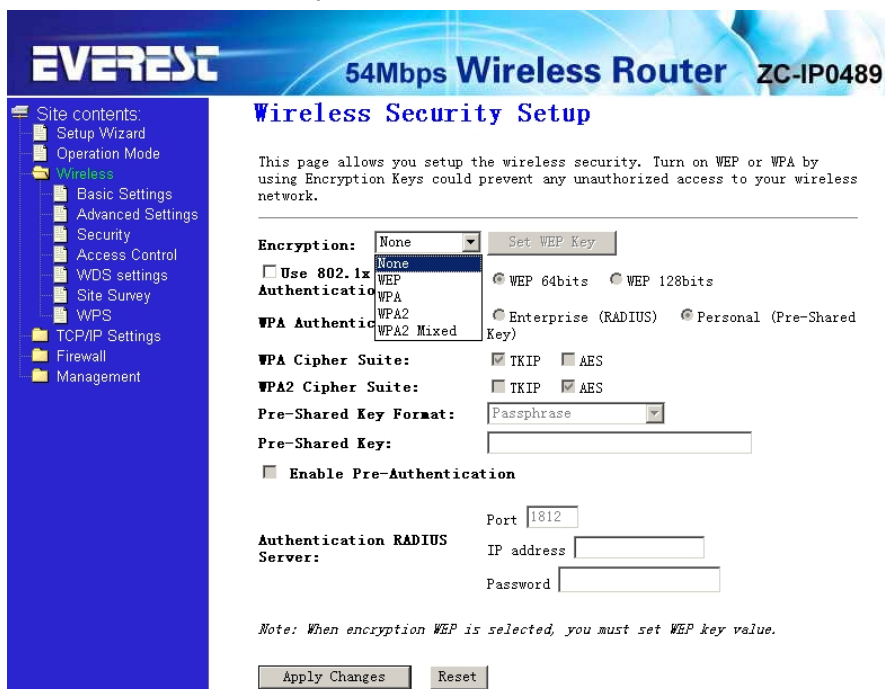 EVEREST
54Mbps Wireless Router ZC-IP0489
Site contents:
Setup Wizard
Operation Mode
Wireless
Basic Settings
Advanced Settings
Security
Access Control
WDS settings
Site Survey
WPS
TCP/IP Settings
Firewall
Management
Wireless Security Setup
This page allows you setup the wireless security. Turn on WEP or WPA by
using Encryption Keys could prevent any unauthorized access to your wireless
network.
Encryption: None Set WEP Key
None
WEP
WPA
WPA2
WPA2 Mixed
Use 802.1x
Authenticatio
WEP 64bits WEP 128bits
WPA Authentic
Enterprise (RADIUS) Personal (Pre-Shared
Key)
WPA Cipher Suite: TKIP AES
WPA2 Cipher Suite: TKIP AES
Pre-Shared Key Format: Passphrase
Pre-Shared Key:
Enable Pre-Authentication
Authentication RADIUS
Server:
Port 1812
IP address
Password
Note: When encryption WEP is selected, you must set WEP key value.
Apply Changes Reset